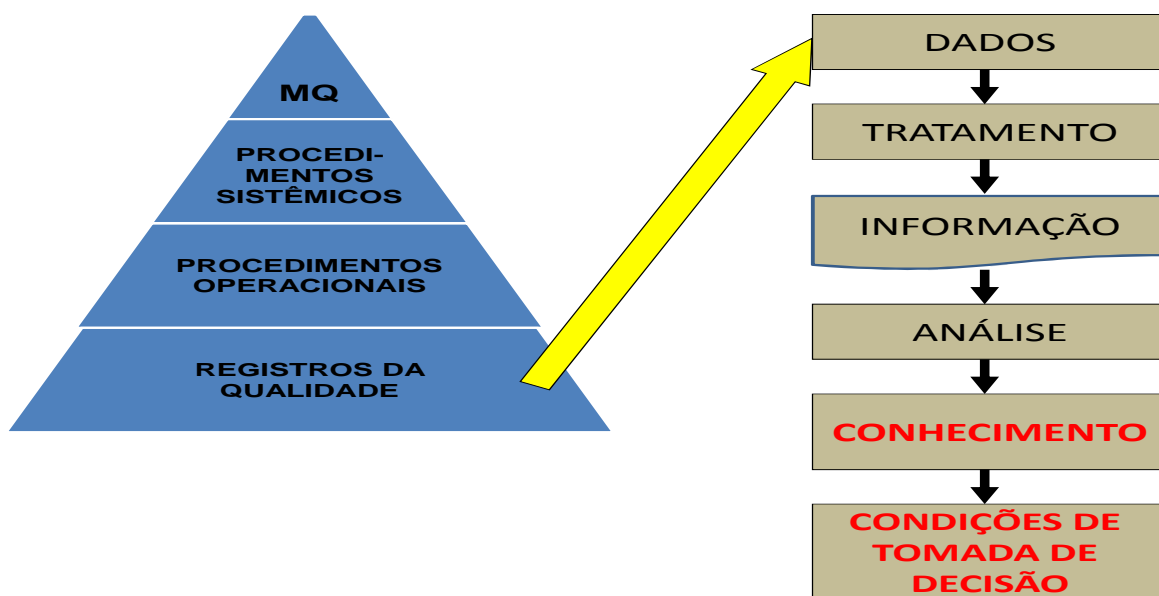 MQ
PROCEDI-
MENTOS
SISTÊMICOS
PROCEDIMENTOS
OPERACIONAIS
REGISTROS DA
QUALIDADE
DADOS
TRATAMENTO
INFORMAÇÃO
ANÁLISE
CONHECIMENTO
CONDIÇÕES DE
TOMADA DE
DECISÃO